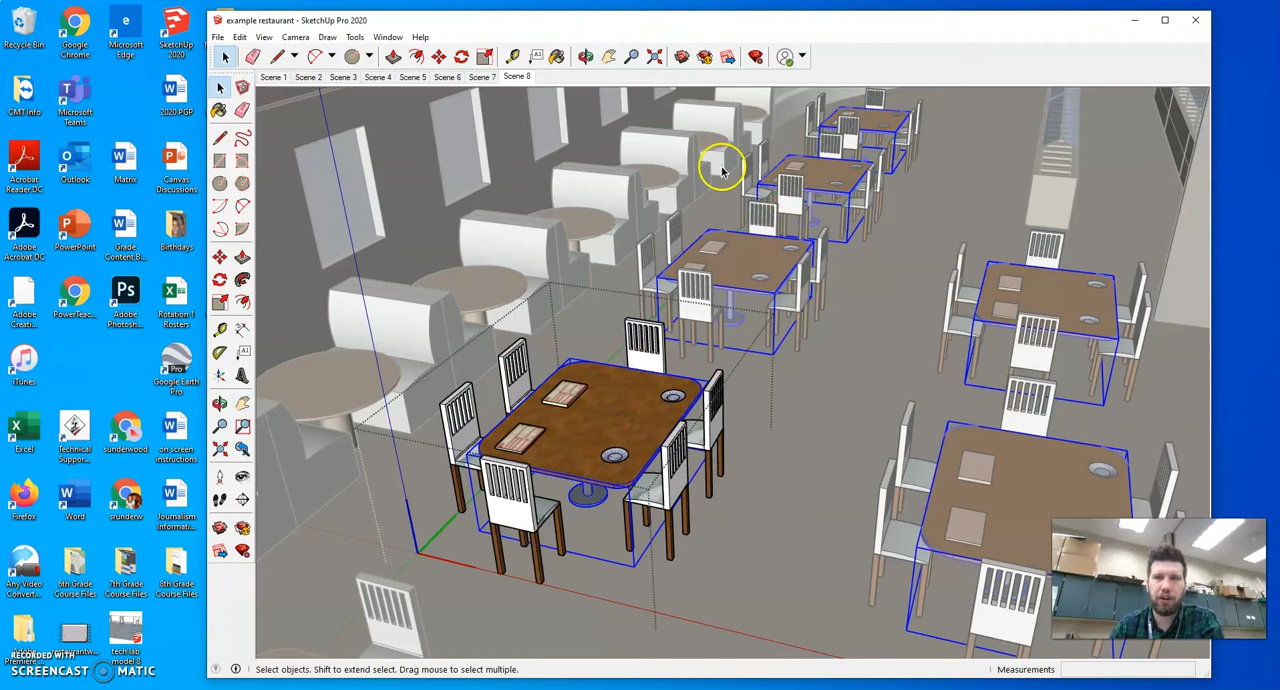 example restaurant - SketchUp Pro 2020
File Edit View Camera Draw Tools Window Help
Scene 1 Scene 2 Scene 3 Scene 4 Scene 5 Scene 6 Scene 7 Scene 8
Recycle Bin
Google
Chrome
Microsoft
Edge
SketchUp
2020
CMT Info
Microsoft
Teams
2020 PGP
Acrobat
Reader DC
Outlook
Matrix
Canvas
Discussions
Adobe
Acrobat DC
PowerPoint
Grade
Content B...
Birthdays
Adobe
Creati...
PowerTeac...
Adobe
Photosh...
Rotation 1
Rosters
iTunes
Google Earth
Pro
Excel
Technical
Suppor...
sunderwood
on screen
instructions
Firefox
Word
srunderw
Journalism
Informati...
Any Video
Convert...
6th Grade
Course Files
7th Grade
Course Files
8th Grade
Course Files
Adobe
Premiere ...
tech lab
model 8
RECORDED WITH
SCREENCAST MATIC
Select objects. Shift to extend select. Drag mouse to select multiple.
Measurements